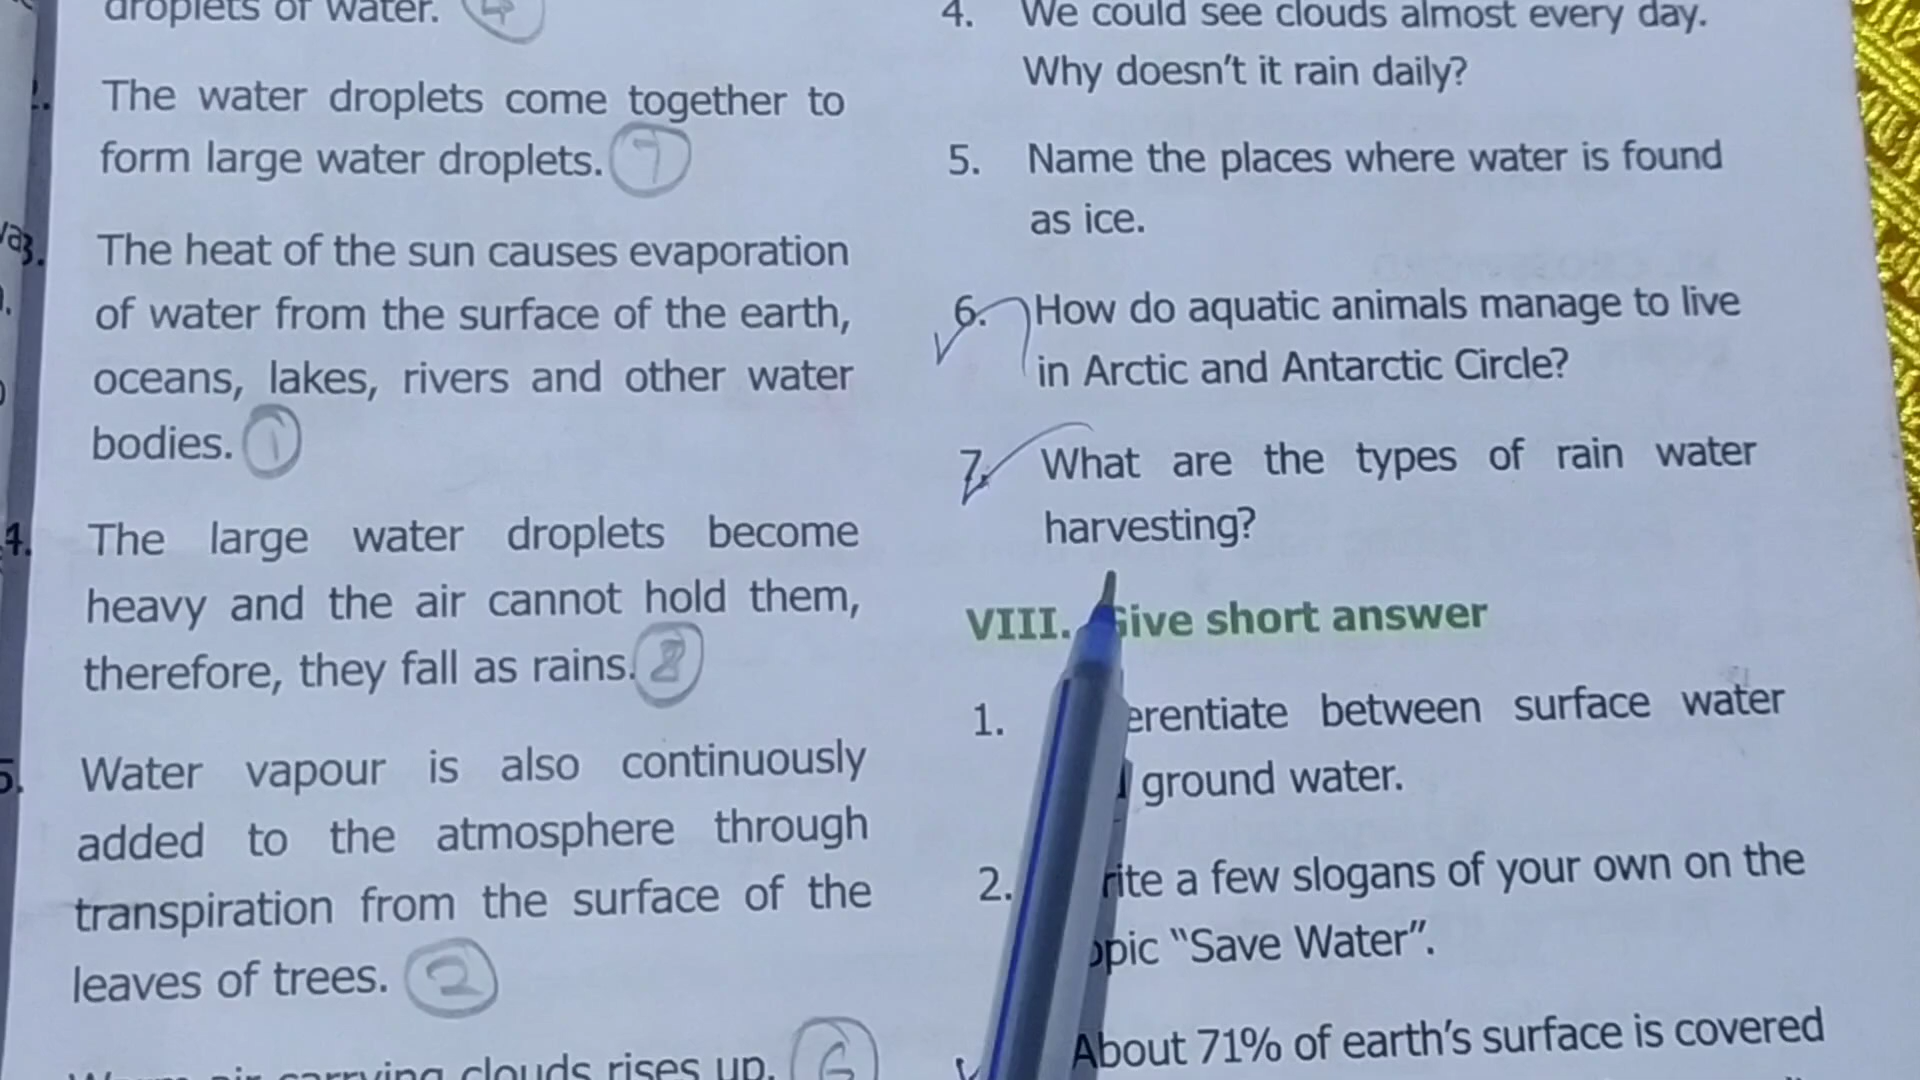 droplets of water. 4
2. The water droplets come together to
form large water droplets. 7
3. The heat of the sun causes evaporation
of water from the surface of the earth,
oceans, lakes, rivers and other water
bodies. 1
4. The large water droplets become
heavy and the air cannot hold them,
therefore, they fall as rains. 8
5. Water vapour is also continuously
added to the atmosphere through
transpiration from the surface of the
leaves of trees. 2
Warm air carrying clouds rises up. 6
4. We could see clouds almost every day.
Why doesn't it rain daily?
5. Name the places where water is found
as ice.
6. How do aquatic animals manage to live
in Arctic and Antarctic Circle?
7. What are the types of rain water
harvesting?
VIII. Give short answer
1. erentiate between surface water
ground water.
2. rite a few slogans of your own on the
opic "Save Water".
About 71% of earth's surface is covered